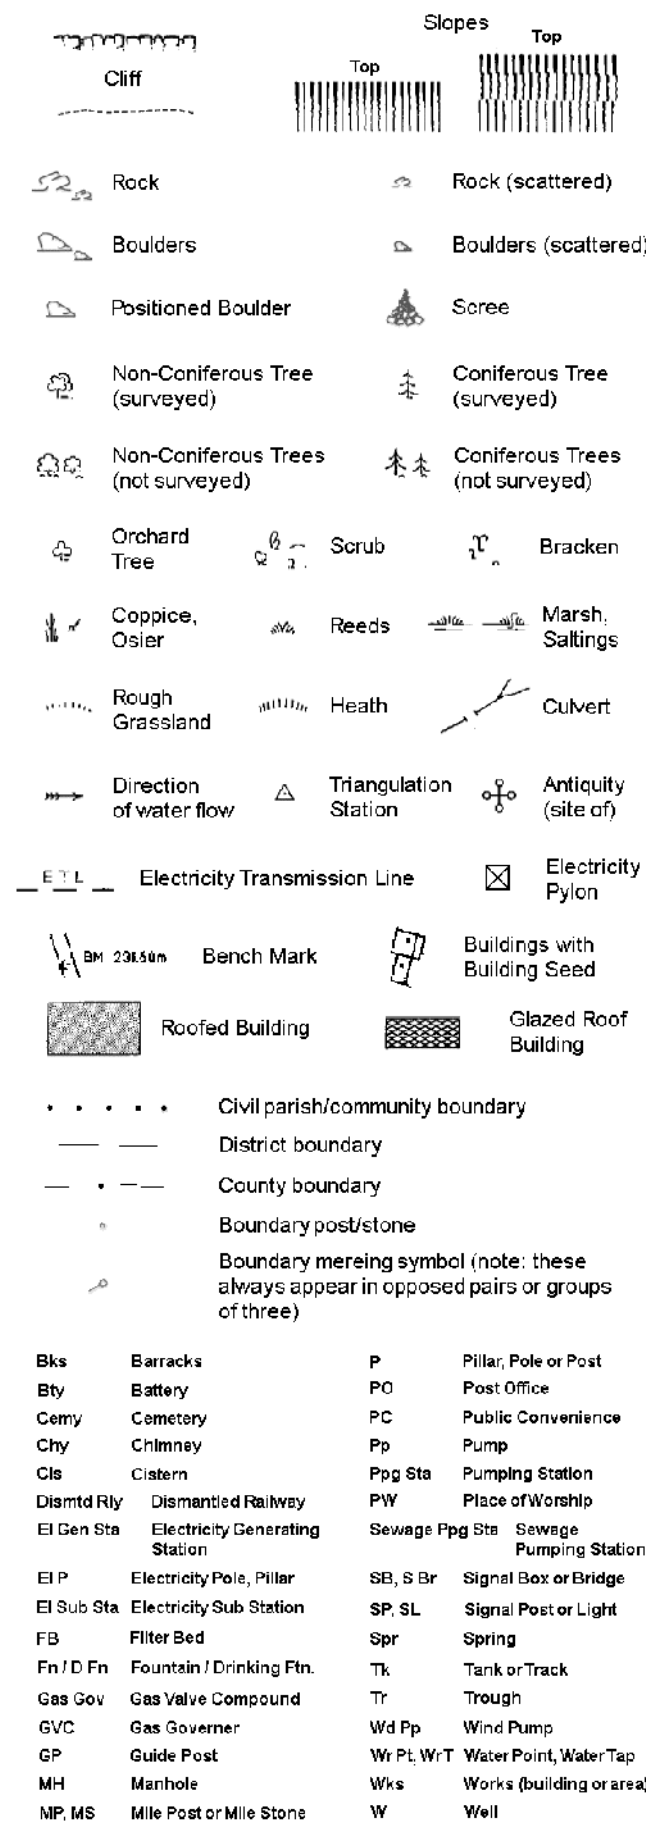 Slopes
Top
Top
Cliff
Rock
Rock (scattered)
Boulders
Boulders (scattered)
Positioned Boulder
Scree
Non-Coniferous Tree
(surveyed)
Coniferous Tree
(surveyed)
Non-Coniferous Trees
(not surveyed)
Coniferous Trees
(not surveyed)
Orchard
Tree
Scrub
Bracken
Coppice,
Osier
Reeds
Marsh,
Saltings
Rough
Grassland
Heath
Culvert
Direction
of water flow
Triangulation
Station
Antiquity
(site of)
E T L
Electricity Transmission Line
Electricity
Pylon
BM
Bench Mark
Buildings with
Building Seed
Roofed Building
Glazed Roof
Building
Civil parish/community boundary
District boundary
County boundary
Boundary post/stone
Boundary mereing symbol (note: these
always appear in opposed pairs or groups
of three)
Bks Barracks P Pillar, Pole or Post
Bty Battery PO Post Office
Cemy Cemetery PC Public Convenience
Chy Chimney Pp Pump
Cis Cistern Ppg Sta Pumping Station
Dismtd Rly Dismantled Railway PW Place of Worship
El Gen Sta Electricity Generating
Station
Sewage Ppg Sta Sewage
Pumping Station
El P Electricity Pole, Pillar SB, S Br Signal Box or Bridge
El Sub Sta Electricity Sub Station SP, SL Signal Post or Light
FB Filter Bed Spr Spring
Fn / D Fn Fountain / Drinking Ftn. Tk Tank or Track
Gas Gov Gas Valve Compound Tr Trough
GVC Gas Governer Wd Pp Wind Pump
GP Guide Post Wr Pt, Wr T Water Point, Water Tap
MH Manhole Wks Works (building or area)
MP, MS Mile Post or Mile Stone W Well